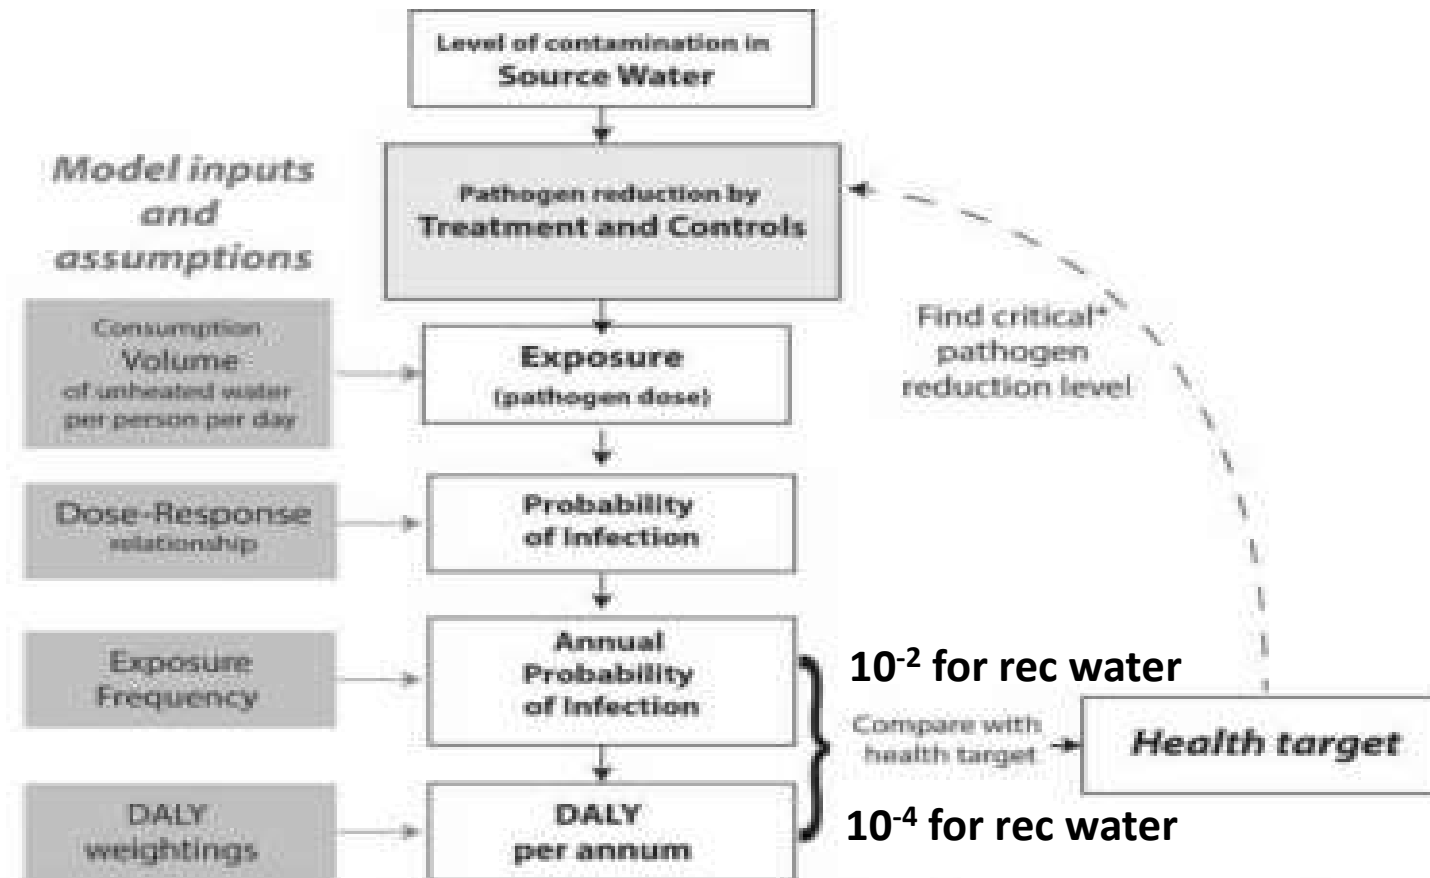 Level of contamination in
Source Water
Model inputs
and
assumptions
Pathogen reduction by
Treatment and Controls
Consumption
Volume
of unheated water
per person per day
Exposure
(pathogen dose)
Find critical*
pathogen
reduction level
Dose-Response
relationship
Probability
of Infection
Exposure
Frequency
Annual
Probability
of Infection
10⁻² for rec water
Compare with
health target
Health target
DALY
weightings
DALY
per annum
10⁻⁴ for rec water